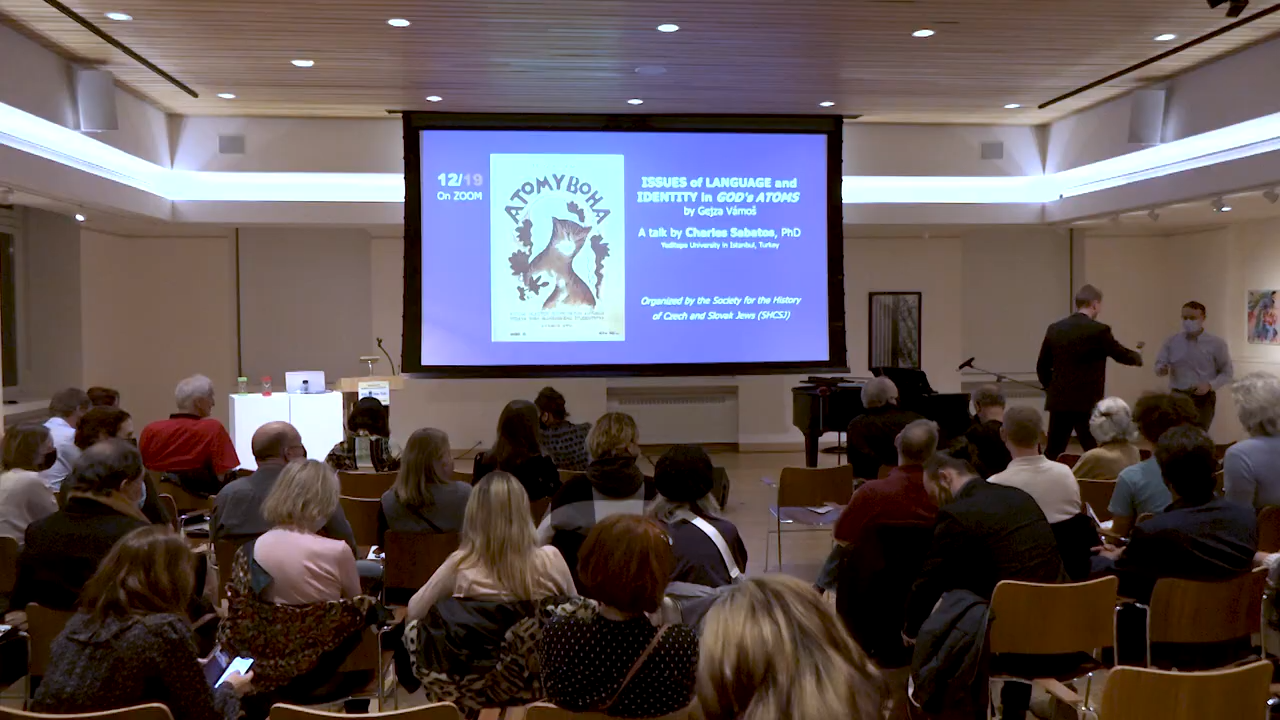 12/19
On ZOOM
ATOMY BOHA
ISSUES of LANGUAGE and
IDENTITY in GOD's ATOMS
by Gejza Vámoš
A talk by Charles Sabatos, PhD
Yeditepe University in Istanbul, Turkey
Organized by the Society for the History
of Czech and Slovak Jews (SHCSJ)